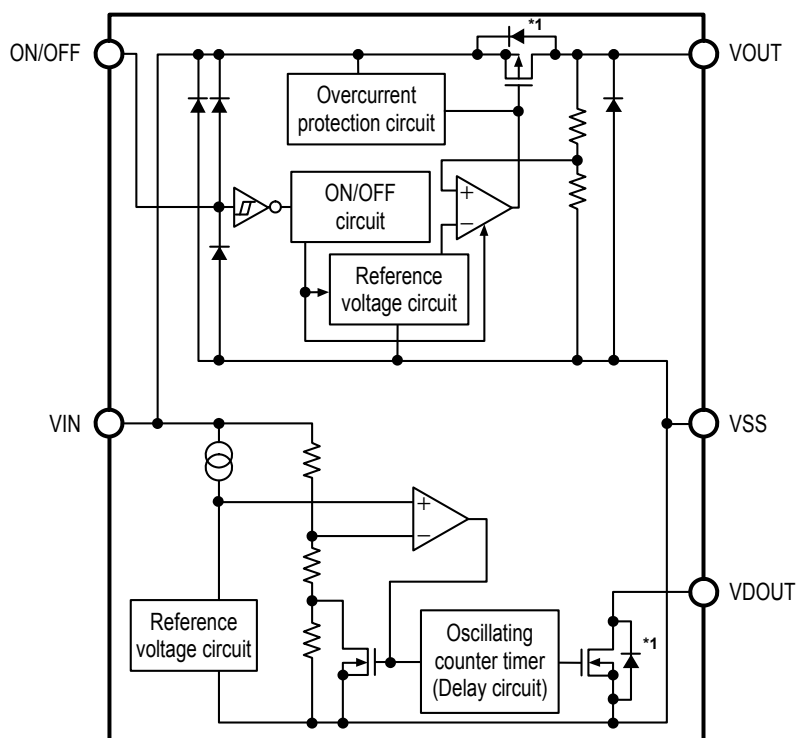 *1
ON/OFF
VOUT
Overcurrent
protection circuit
ON/OFF
circuit
+
−
Reference
voltage circuit
VIN
VSS
+
−
VDOUT
Reference
voltage circuit
Oscillating
counter timer
(Delay circuit)
*1